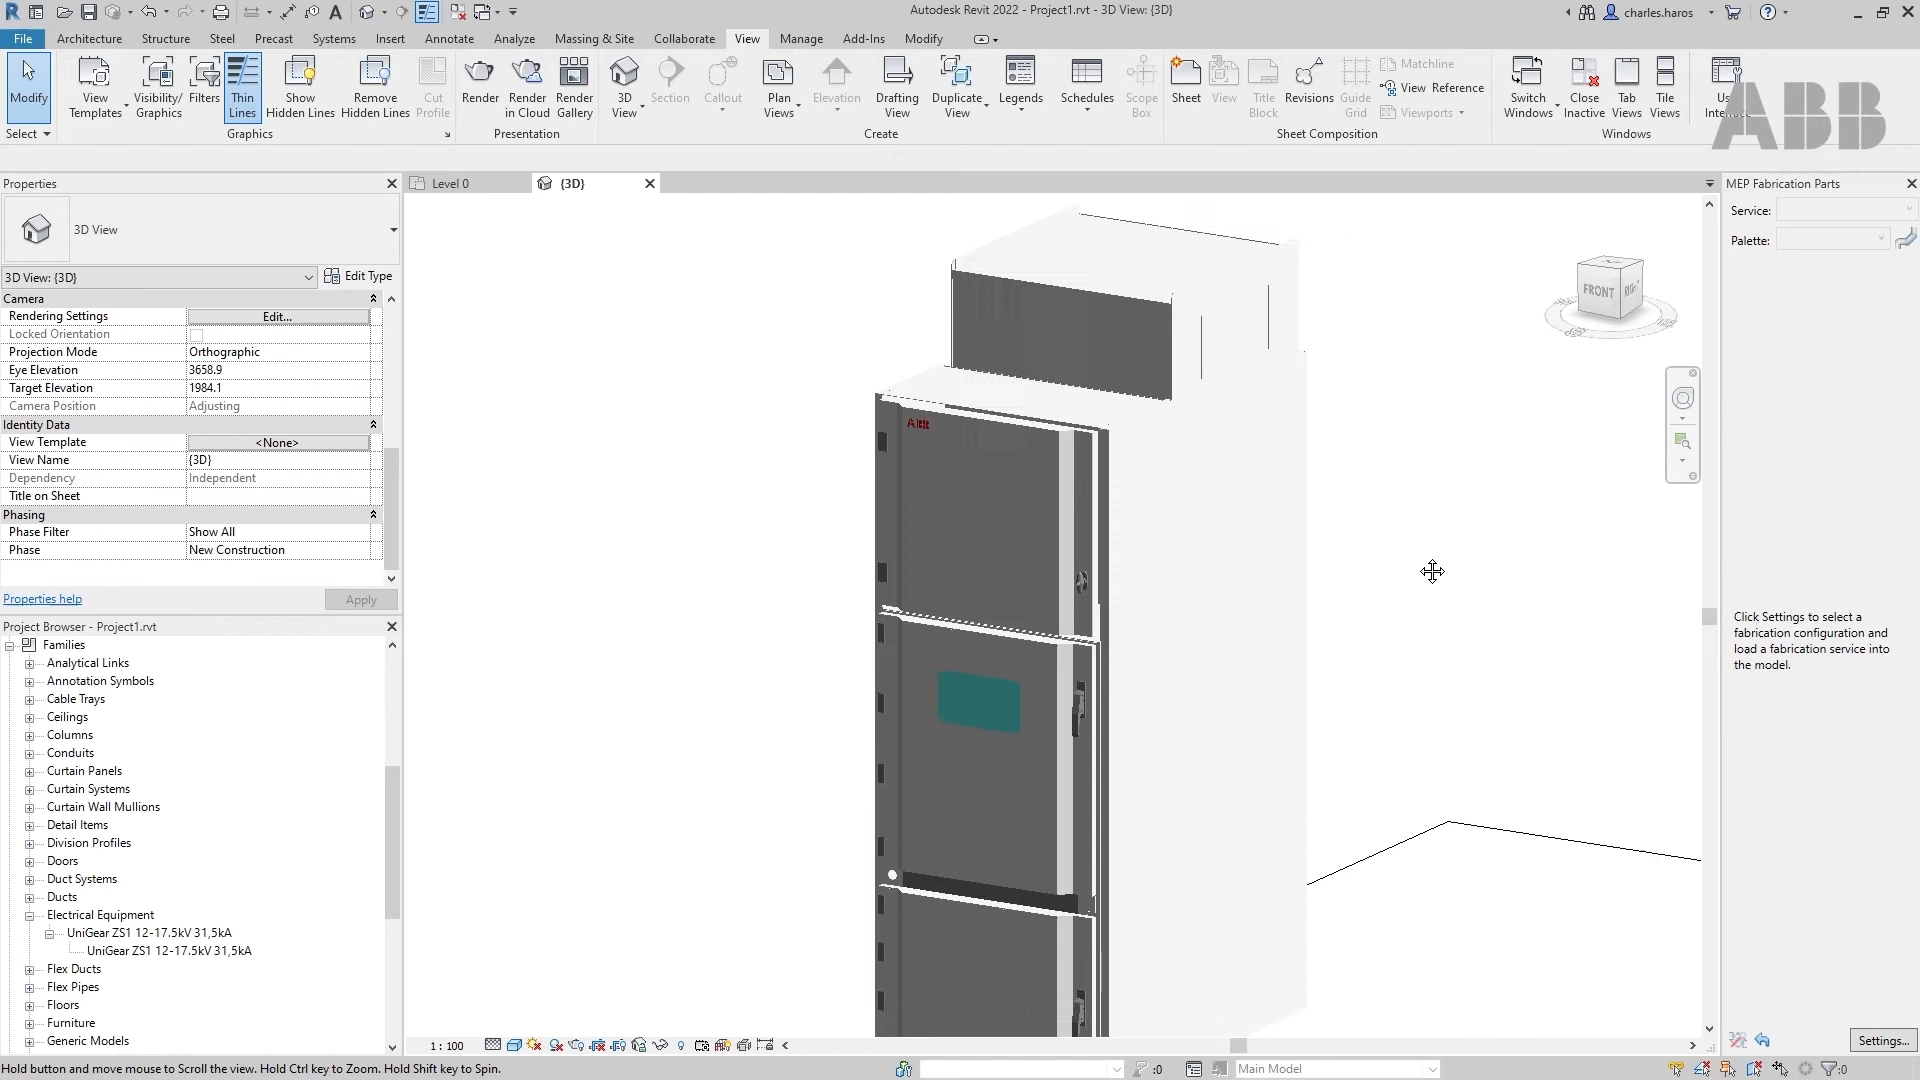 Autodesk Revit 2022 - Project1.rvt - 3D View: {3D}
charles.haros
File Architecture Structure Steel Precast Systems Insert Annotate Analyze Massing & Site Collaborate View Manage Add-Ins Modify
Modify
View Templates
Visibility/ Graphics
Filters
Thin Lines
Show Hidden Lines
Remove Hidden Lines
Cut Profile
Render
Render in Cloud
Render Gallery
3D View
Section
Callout
Plan Views
Elevation
Drafting View
Duplicate View
Legends
Schedules
Scope Box
Sheet
View
Title Block
Revisions
Guide Grid
Matchline
View Reference
Viewports
Switch Windows
Close Inactive
Tab Views
Tile Views
ABB
Select Graphics Presentation Create Sheet Composition Windows
Properties
3D View
3D View: {3D} Edit Type
Camera
Rendering Settings Edit...
Locked Orientation
Projection Mode Orthographic
Eye Elevation 3658.9
Target Elevation 1984.1
Camera Position Adjusting
Identity Data
View Template <None>
View Name {3D}
Dependency Independent
Title on Sheet
Phasing
Phase Filter Show All
Phase New Construction
Properties help Apply
Project Browser - Project1.rvt
Families
Analytical Links
Annotation Symbols
Cable Trays
Ceilings
Columns
Conduits
Curtain Panels
Curtain Systems
Curtain Wall Mullions
Detail Items
Division Profiles
Doors
Duct Systems
Ducts
Electrical Equipment
UniGear ZS1 12-17.5kV 31,5kA
UniGear ZS1 12-17.5kV 31,5kA
Flex Ducts
Flex Pipes
Floors
Furniture
Generic Models
Level 0 {3D}
ABB
FRONT
1 : 100
MEP Fabrication Parts
Service:
Palette:
Click Settings to select a
fabrication configuration and
load a fabrication service into
the model.
Settings...
Hold button and move mouse to Scroll the view. Hold Ctrl key to Zoom. Hold Shift key to Spin.
:0 Main Model :0